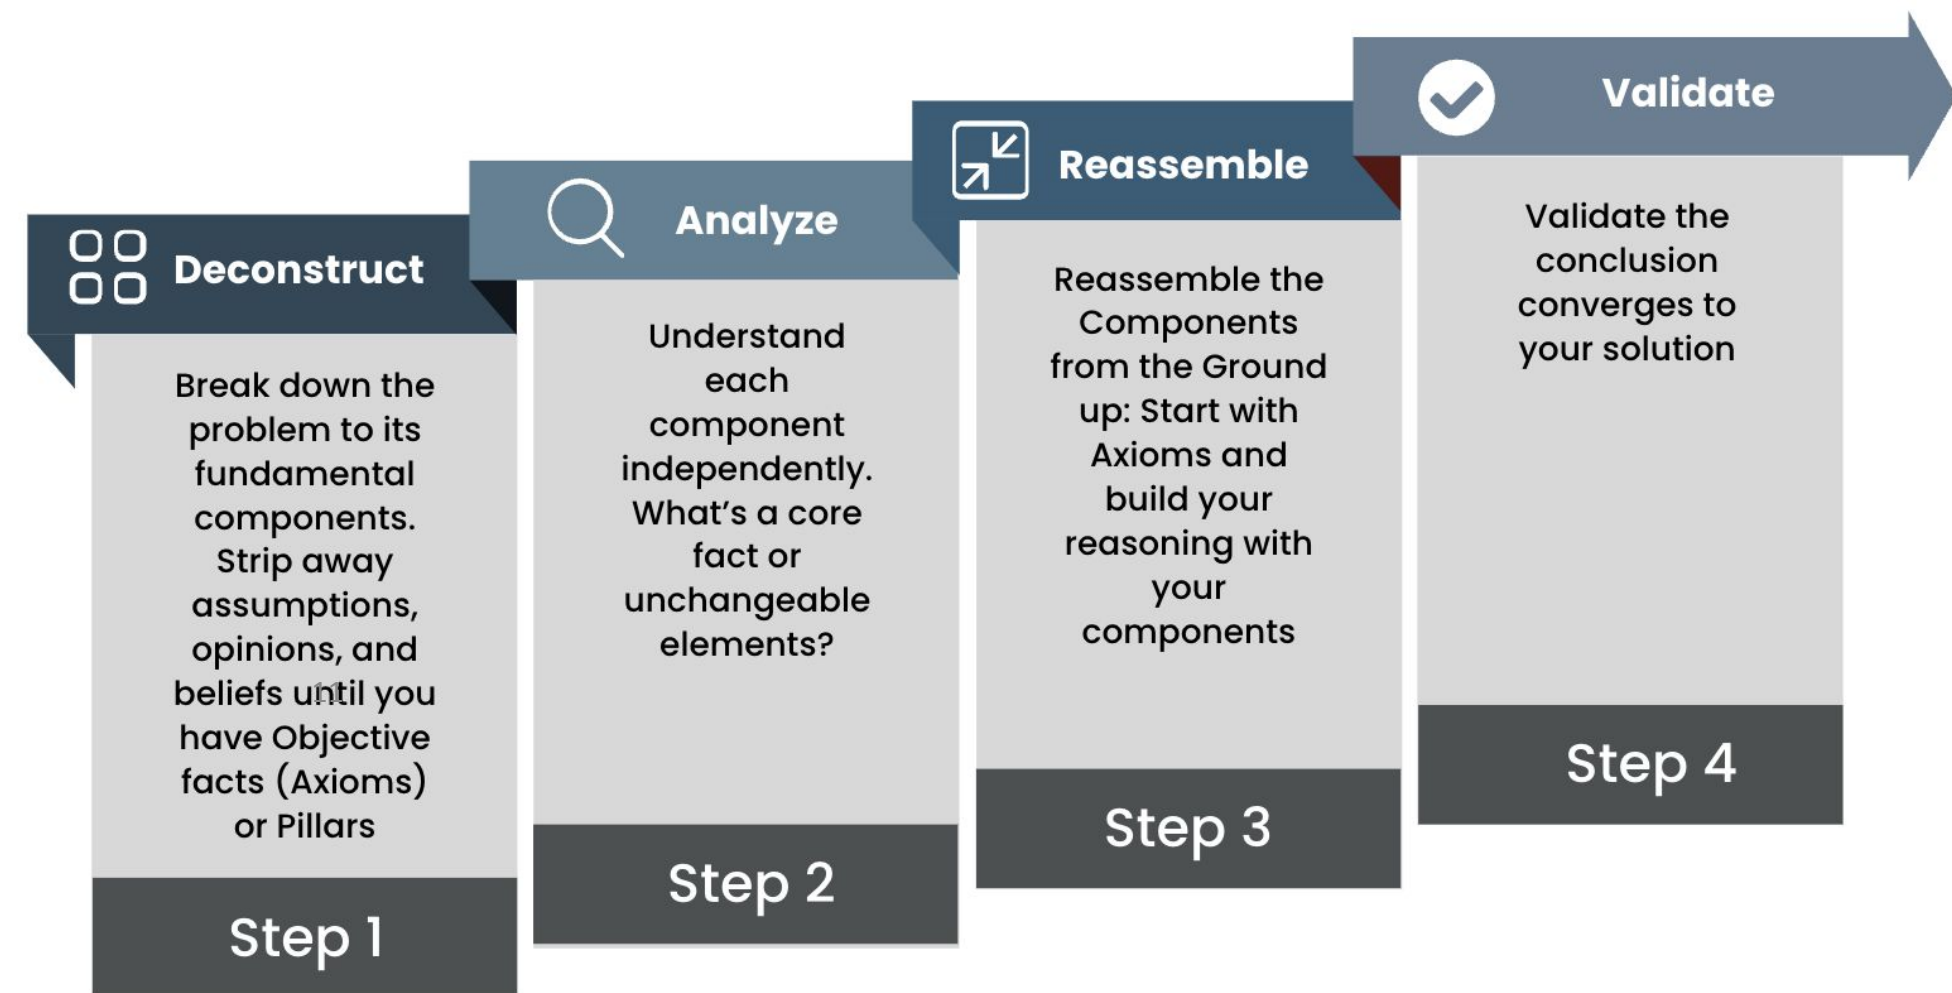 Deconstruct
Break down the
problem to its
fundamental
components.
Strip away
assumptions,
opinions, and
beliefs until you
have Objective
facts (Axioms)
or Pillars
11
Step 1
Analyze
Understand
each
component
independently.
What's a core
fact or
unchangeable
elements?
Step 2
Reassemble
Reassemble the
Components
from the Ground
up: Start with
Axioms and
build your
reasoning with
your
components
Step 3
Validate
Validate the
conclusion
converges to
your solution
Step 4